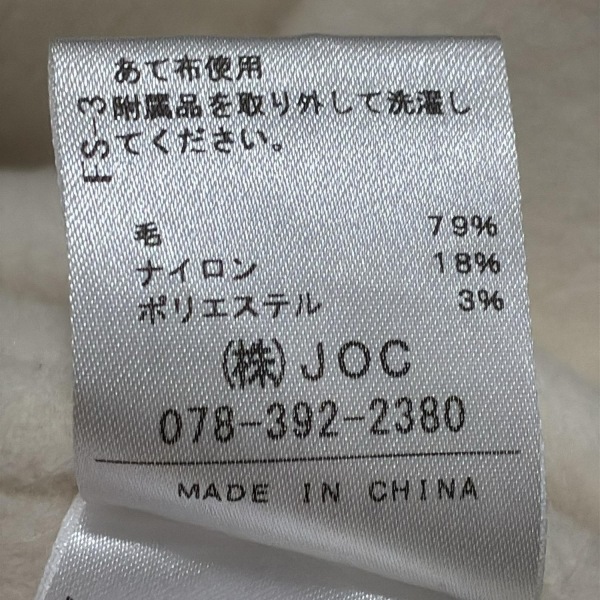 あて布使用
附属品を取り外して洗濯し
てください。
FS-3
毛 79%
ナイロン 18%
ポリエステル 3%
(株)JOC
078-392-2380
MADE IN CHINA